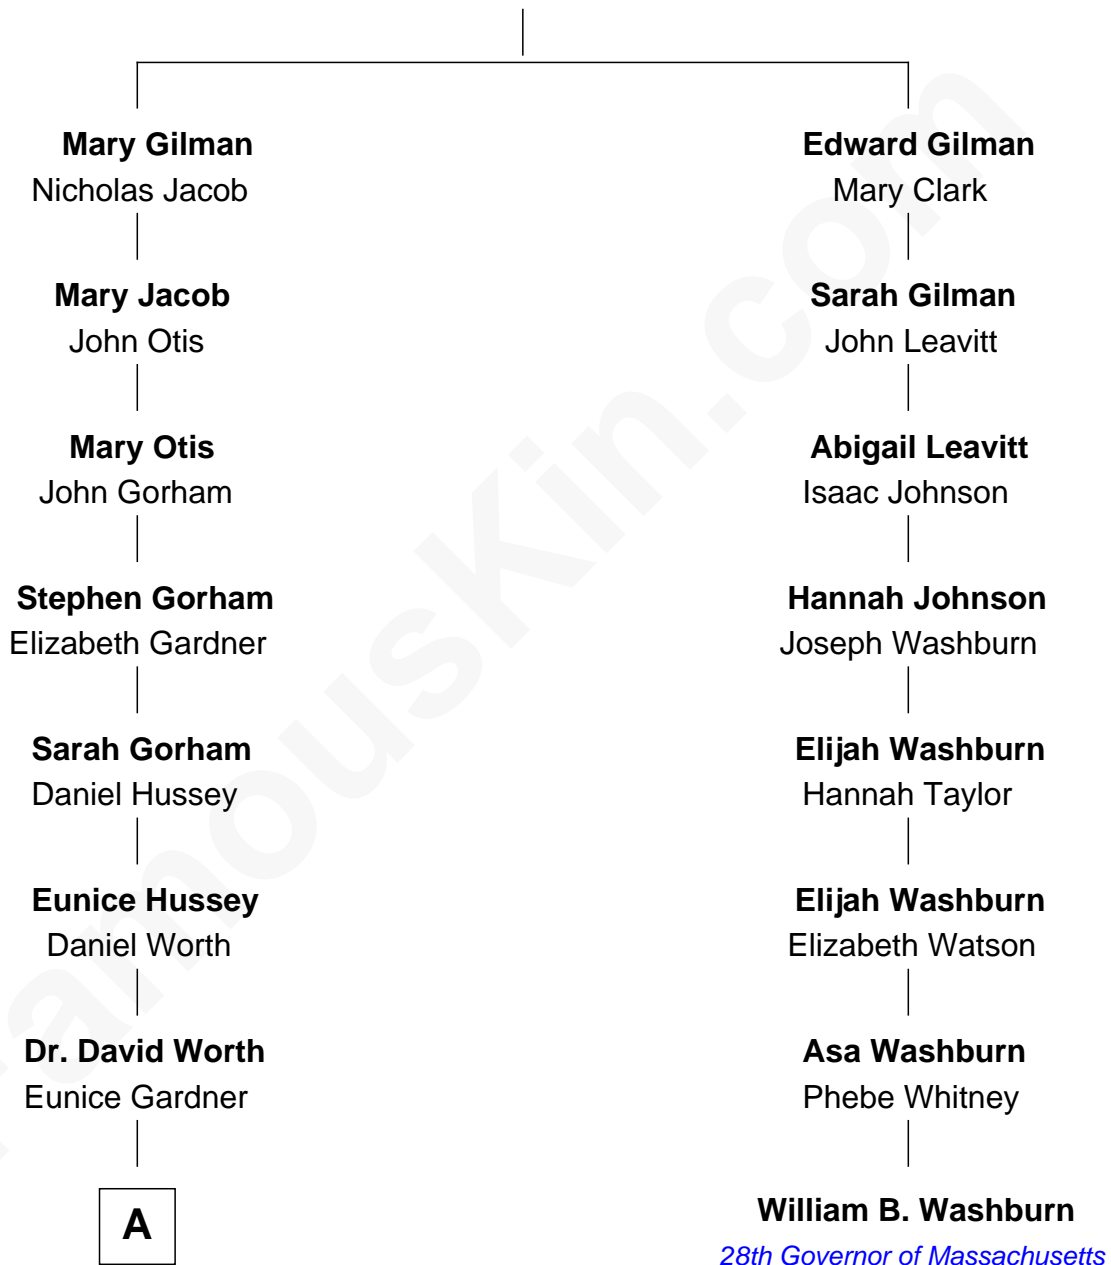 Mary Gilman
Nicholas Jacob
Mary Jacob
John Otis
Mary Otis
John Gorham
Stephen Gorham
Elizabeth Gardner
Sarah Gorham
Daniel Hussey
Eunice Hussey
Daniel Worth
Dr. David Worth
Eunice Gardner
A
Edward Gilman
Mary Clark
Sarah Gilman
John Leavitt
Abigail Leavitt
Isaac Johnson
Hannah Johnson
Joseph Washburn
Elijah Washburn
Hannah Taylor
Elijah Washburn
Elizabeth Watson
Asa Washburn
Phebe Whitney
William B. Washburn
28th Governor of Massachusetts
FamousKin.com